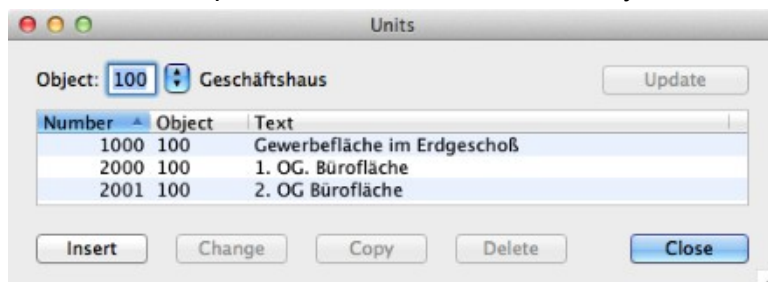 Units
Object: 100 Geschäftshaus Update
Number Object Text
1000 100 Gewerbefläche im Erdgeschoß
2000 100 1. OG. Bürofläche
2001 100 2. OG Bürofläche
Insert Change Copy Delete Close